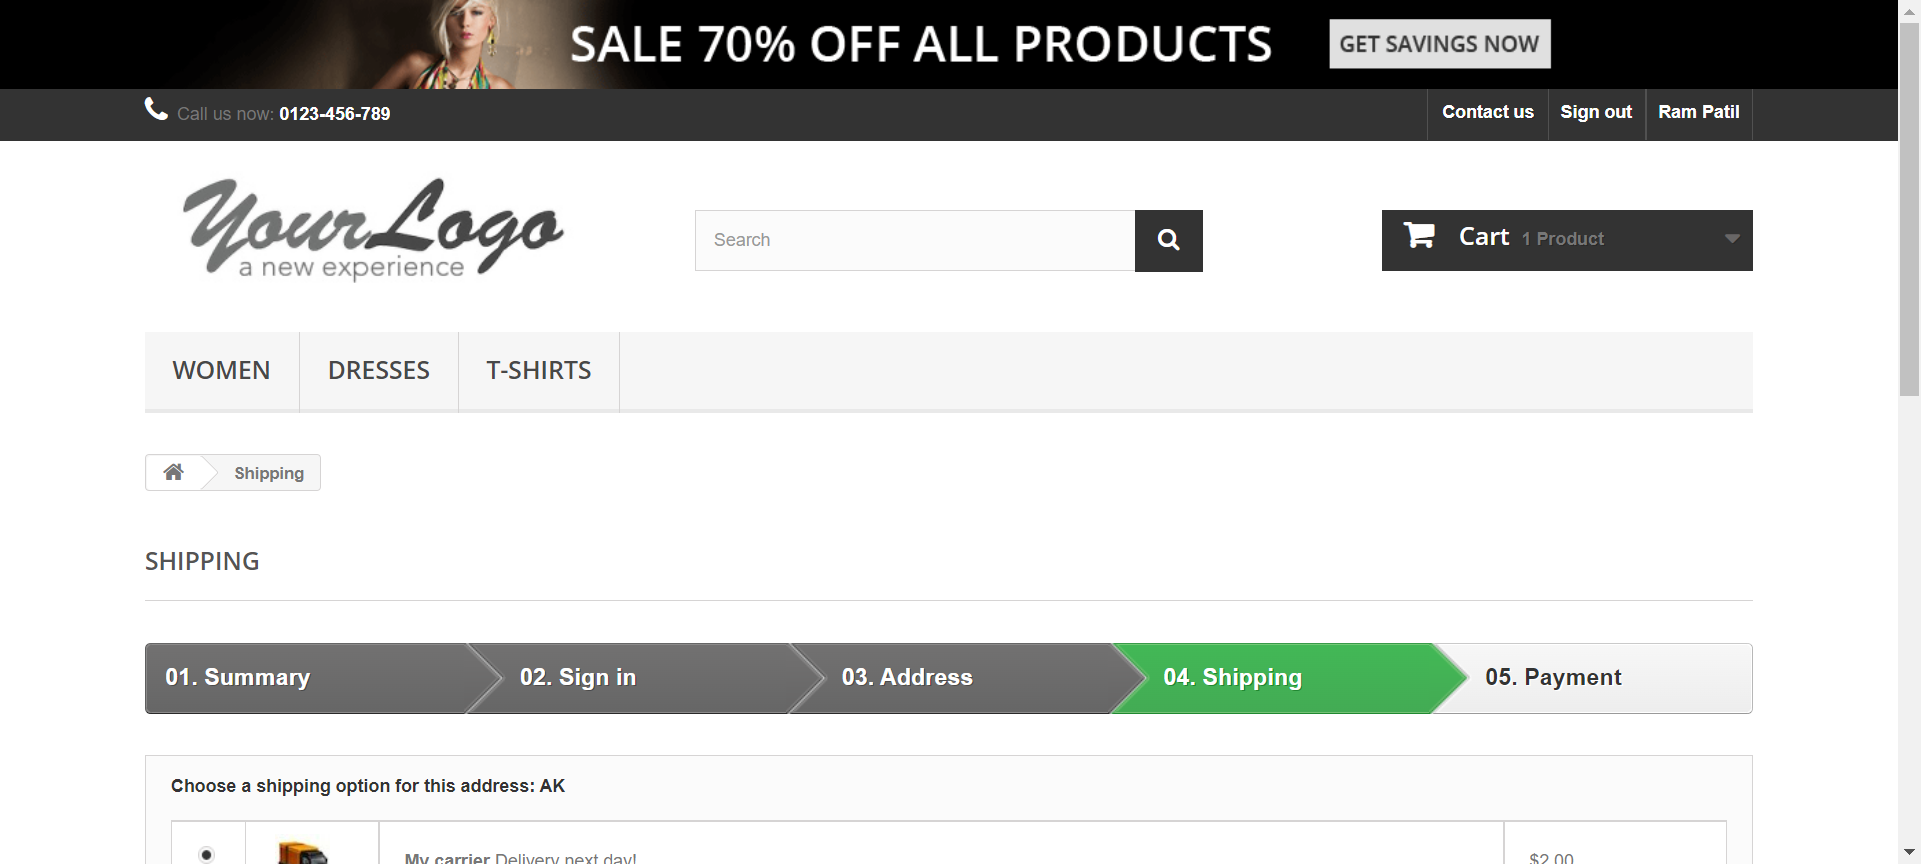 SALE 70% OFF ALL PRODUCTS
GET SAVINGS NOW
Call us now: 0123-456-789
Contact us
Sign out
Ram Patil
Your Logo
a new experience
Search
Cart 1 Product
WOMEN
DRESSES
T-SHIRTS
Shipping
SHIPPING
01. Summary
02. Sign in
03. Address
04. Shipping
05. Payment
Choose a shipping option for this address: AK
My carrier Delivery next day!
$2.00